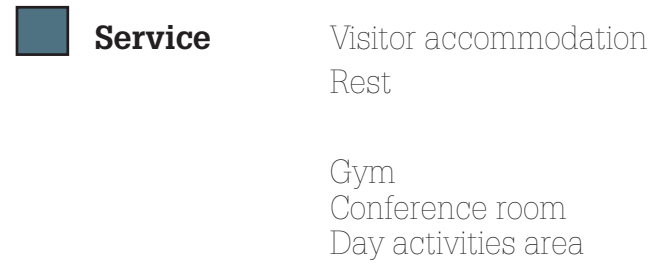 Service Visitor accommodation
Rest
Gym
Conference room
Day activities area